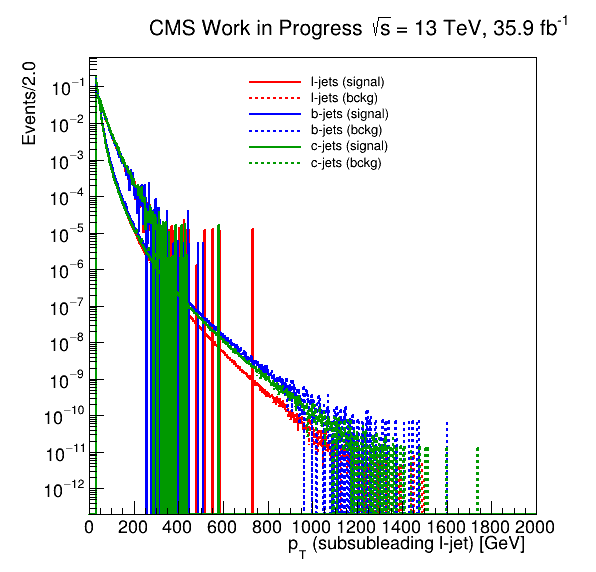 CMS Work in Progress √s = 13 TeV, 35.9 fb⁻¹
Events/2.0
l-jets (signal)
l-jets (bckg)
b-jets (signal)
b-jets (bckg)
c-jets (signal)
c-jets (bckg)
10⁻¹
10⁻²
10⁻³
10⁻⁴
10⁻⁵
10⁻⁶
10⁻⁷
10⁻⁸
10⁻⁹
10⁻¹⁰
10⁻¹¹
10⁻¹²
0 200 400 600 800 1000 1200 1400 1600 1800 2000
p_T (subsubleading l-jet) [GeV]